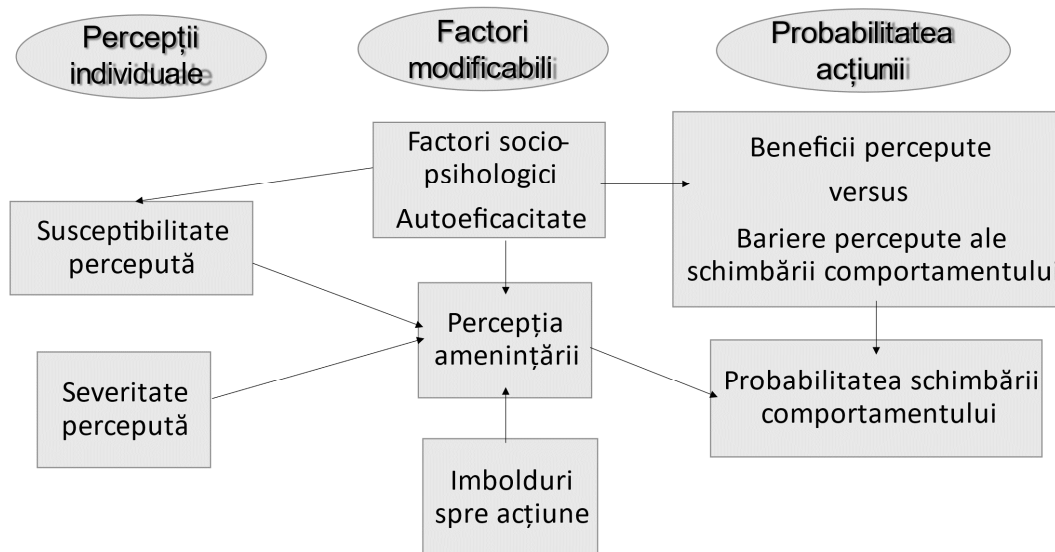 Percepții
individuale
Factori
modificabili
Probabilitatea
acțiunii
Factori socio-
psihologici
Autoeficacitate
Beneficii percepute
versus
Bariere percepute ale
schimbării comportamentului
Susceptibilitate
percepută
Percepția
amenințării
Severitate
percepută
Probabilitatea schimbării
comportamentului
Imbolduri
spre acțiune